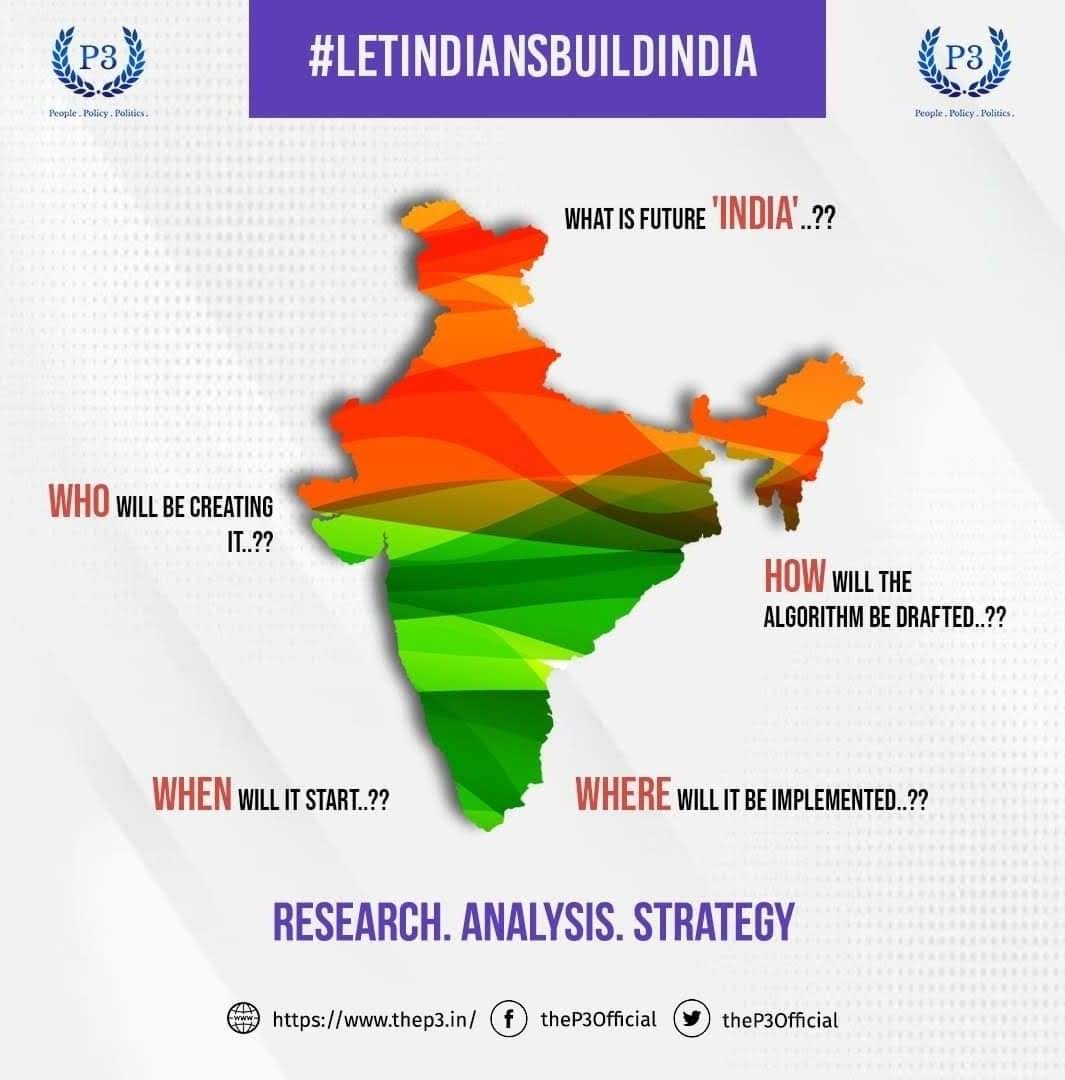 P3
People . Policy . Politics .
#LETINDIANSBUILDINDIA
P3
People . Policy . Politics .
WHAT IS FUTURE 'INDIA'..??
WHO WILL BE CREATING
IT..??
HOW WILL THE
ALGORITHM BE DRAFTED..??
WHEN WILL IT START..??
WHERE WILL IT BE IMPLEMENTED..??
RESEARCH. ANALYSIS. STRATEGY
www https://www.thep3.in/ f theP3Official theP3Official